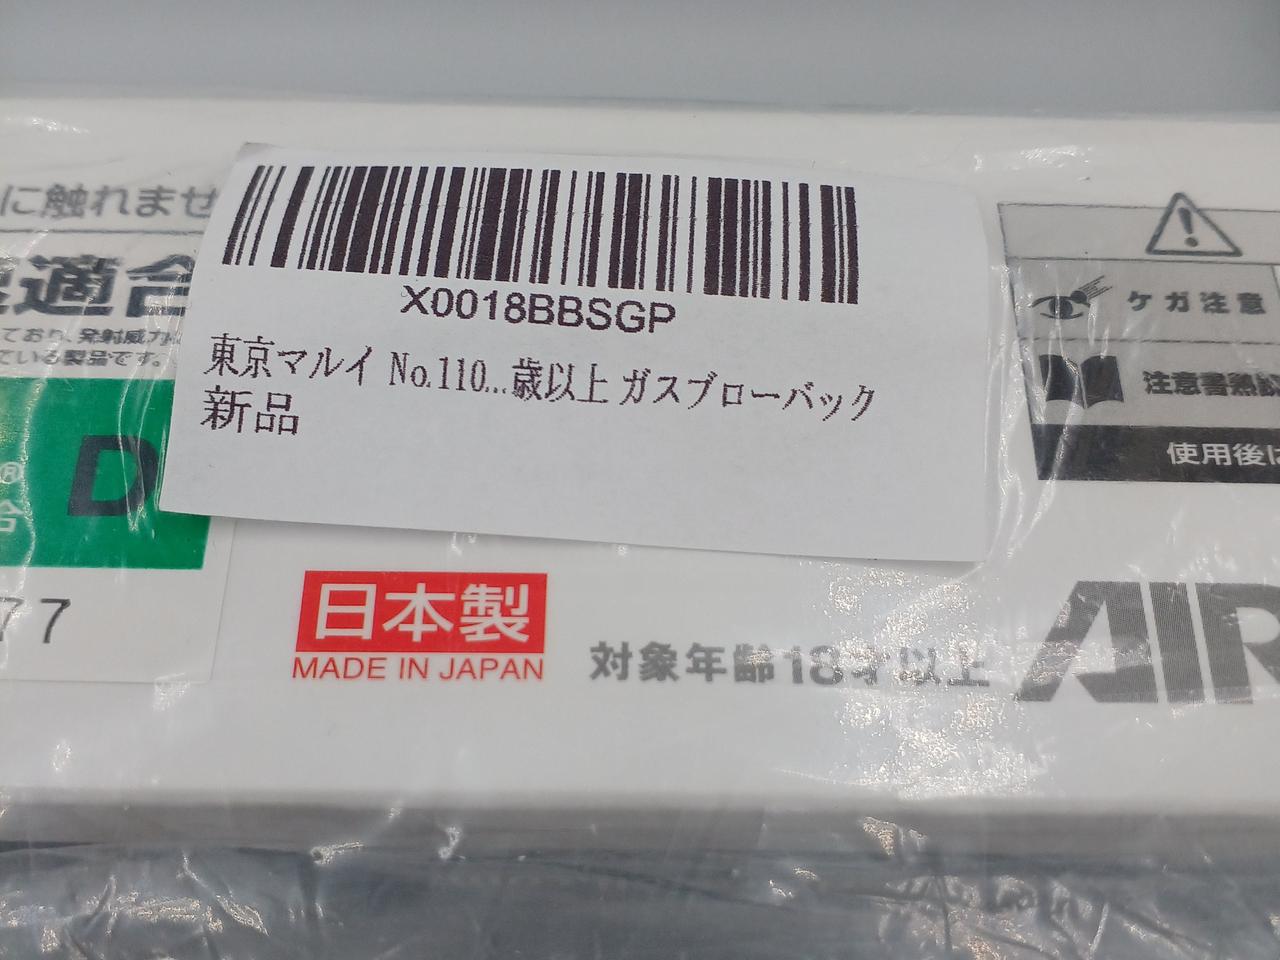 に触れませ
適合
ており、発射威力
ている製品です。
®
合 D
77
X0018BBSGP
東京マルイ No.110...歳以上 ガスブローバック
新品
日本製
MADE IN JAPAN
対象年齢18才以上
ケガ注意
注意書熟
使用後は
AIR